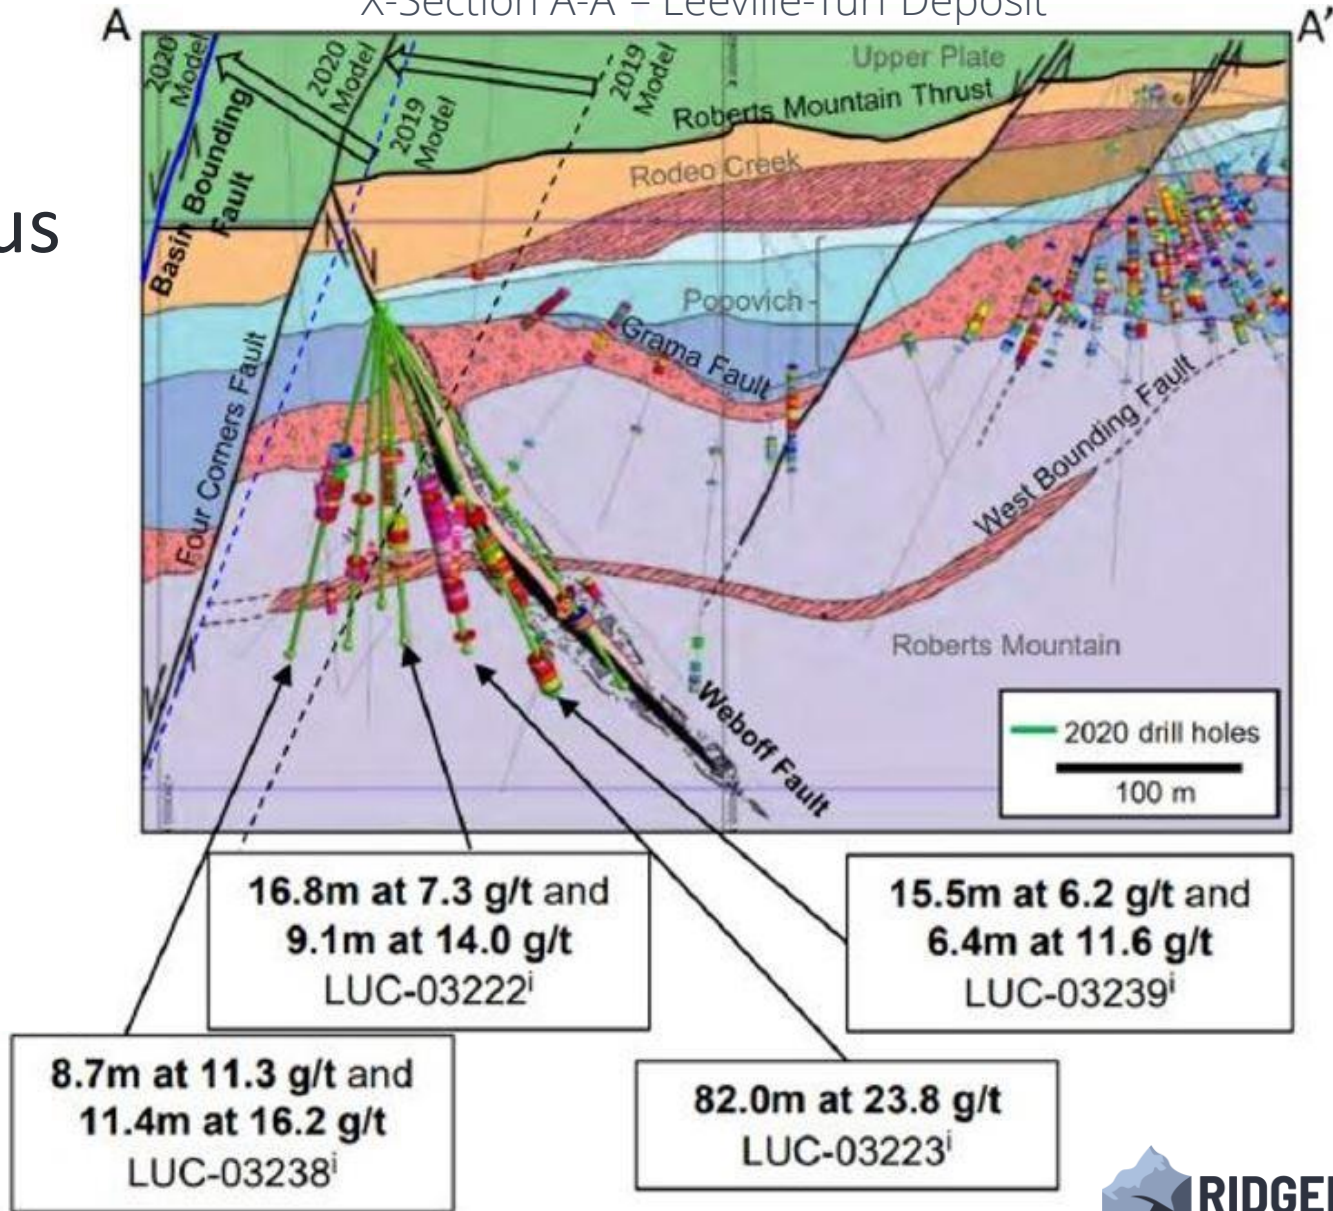 X-Section A-A' – Leeville-Turf Deposit
A
A'
us
2020
Model
2020
Model
2019
Model
2019
Model
Upper Plate
Roberts Mountain Thrust
Basin Bounding
Fault
Rodeo Creek
Popovich
Grama Fault
Four Corners Fault
West Bounding Fault
Roberts Mountain
Weboff Fault
2020 drill holes
100 m
16.8m at 7.3 g/t and
9.1m at 14.0 g/t
LUC-03222ⁱ
15.5m at 6.2 g/t and
6.4m at 11.6 g/t
LUC-03239ⁱ
8.7m at 11.3 g/t and
11.4m at 16.2 g/t
LUC-03238ⁱ
82.0m at 23.8 g/t
LUC-03223ⁱ